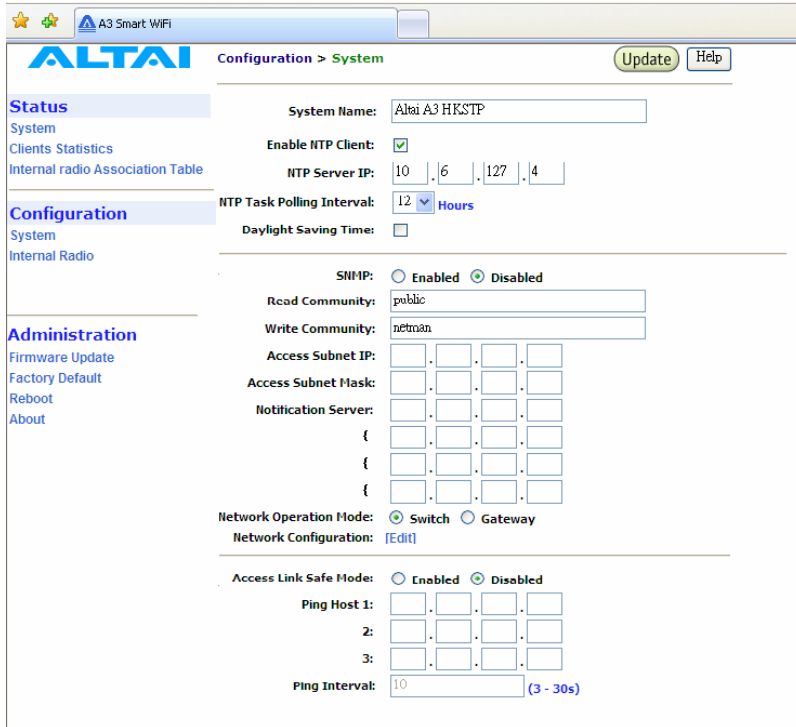 A3 Smart WiFi
ALTAI
Configuration > System
Update
Help
Status
System
Clients Statistics
Internal radio Association Table
Configuration
System
Internal Radio
Administration
Firmware Update
Factory Default
Reboot
About
System Name: Altai A3 HKSTP
Enable NTP Client:
NTP Server IP: 10 . 6 . 127 . 4
NTP Task Polling Interval: 12 Hours
Daylight Saving Time:
SNMP: Enabled Disabled
Read Community: public
Write Community: netman
Access Subnet IP: . . .
Access Subnet Mask: . . .
Notification Server: . . .
{ . . .
{ . . .
{ . . .
Network Operation Mode: Switch Gateway
Network Configuration: [Edit]
Access Link Safe Mode: Enabled Disabled
Ping Host 1: . . .
2: . . .
3: . . .
Ping Interval: 10 (3 - 30s)